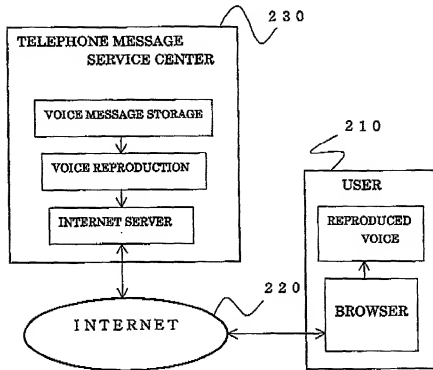 230
TELEPHONE MESSAGE
SERVICE CENTER
VOICE MESSAGE STORAGE
VOICE REPRODUCTION
INTERNET SERVER
210
USER
REPRODUCED
VOICE
BROWSER
220
INTERNET